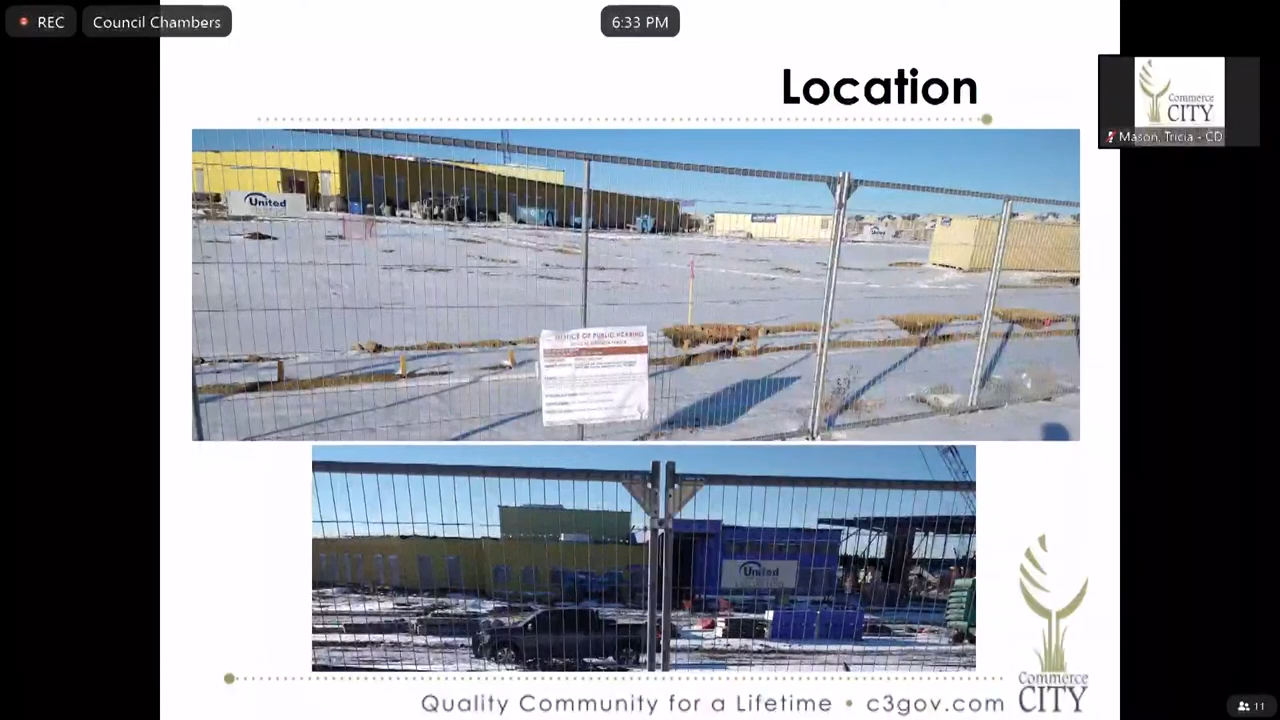 REC
Council Chambers
6:33 PM
Location
Commerce
CITY
Mason, Tricia - CD
United
United
NOTICE OF PUBLIC HEARING
United
Quality Community for a Lifetime • c3gov.com
Commerce
CITY
11